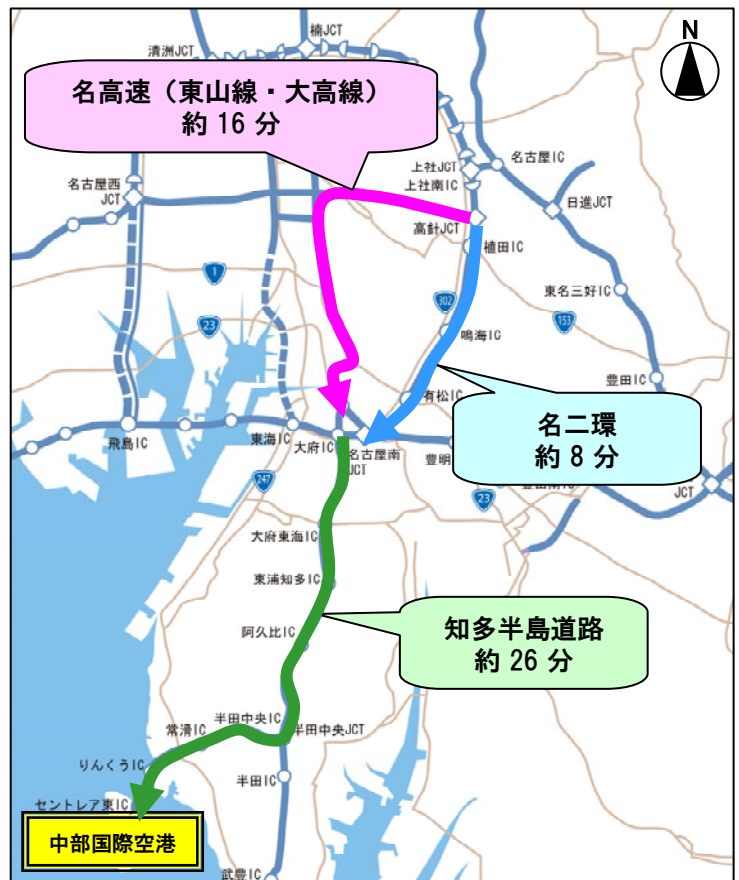 N
楠JCT
清洲JCT
名高速（東山線・大高線）
約 16 分
上社JCT
名古屋IC
上社南IC
名古屋西
JCT
日進JCT
高針JCT
植田IC
1
302
東名三好IC
23
153
鳴海IC
豊田IC
有松IC
名二環
約 8 分
飛島IC
東海IC
大府IC
名古屋南
JCT
豊明
247
23
JCT
大府東海IC
東浦知多IC
阿久比IC
知多半島道路
約 26 分
半田中央IC
常滑IC
半田中央JCT
りんくうIC
半田IC
セントレア東IC
中部国際空港
武豊IC